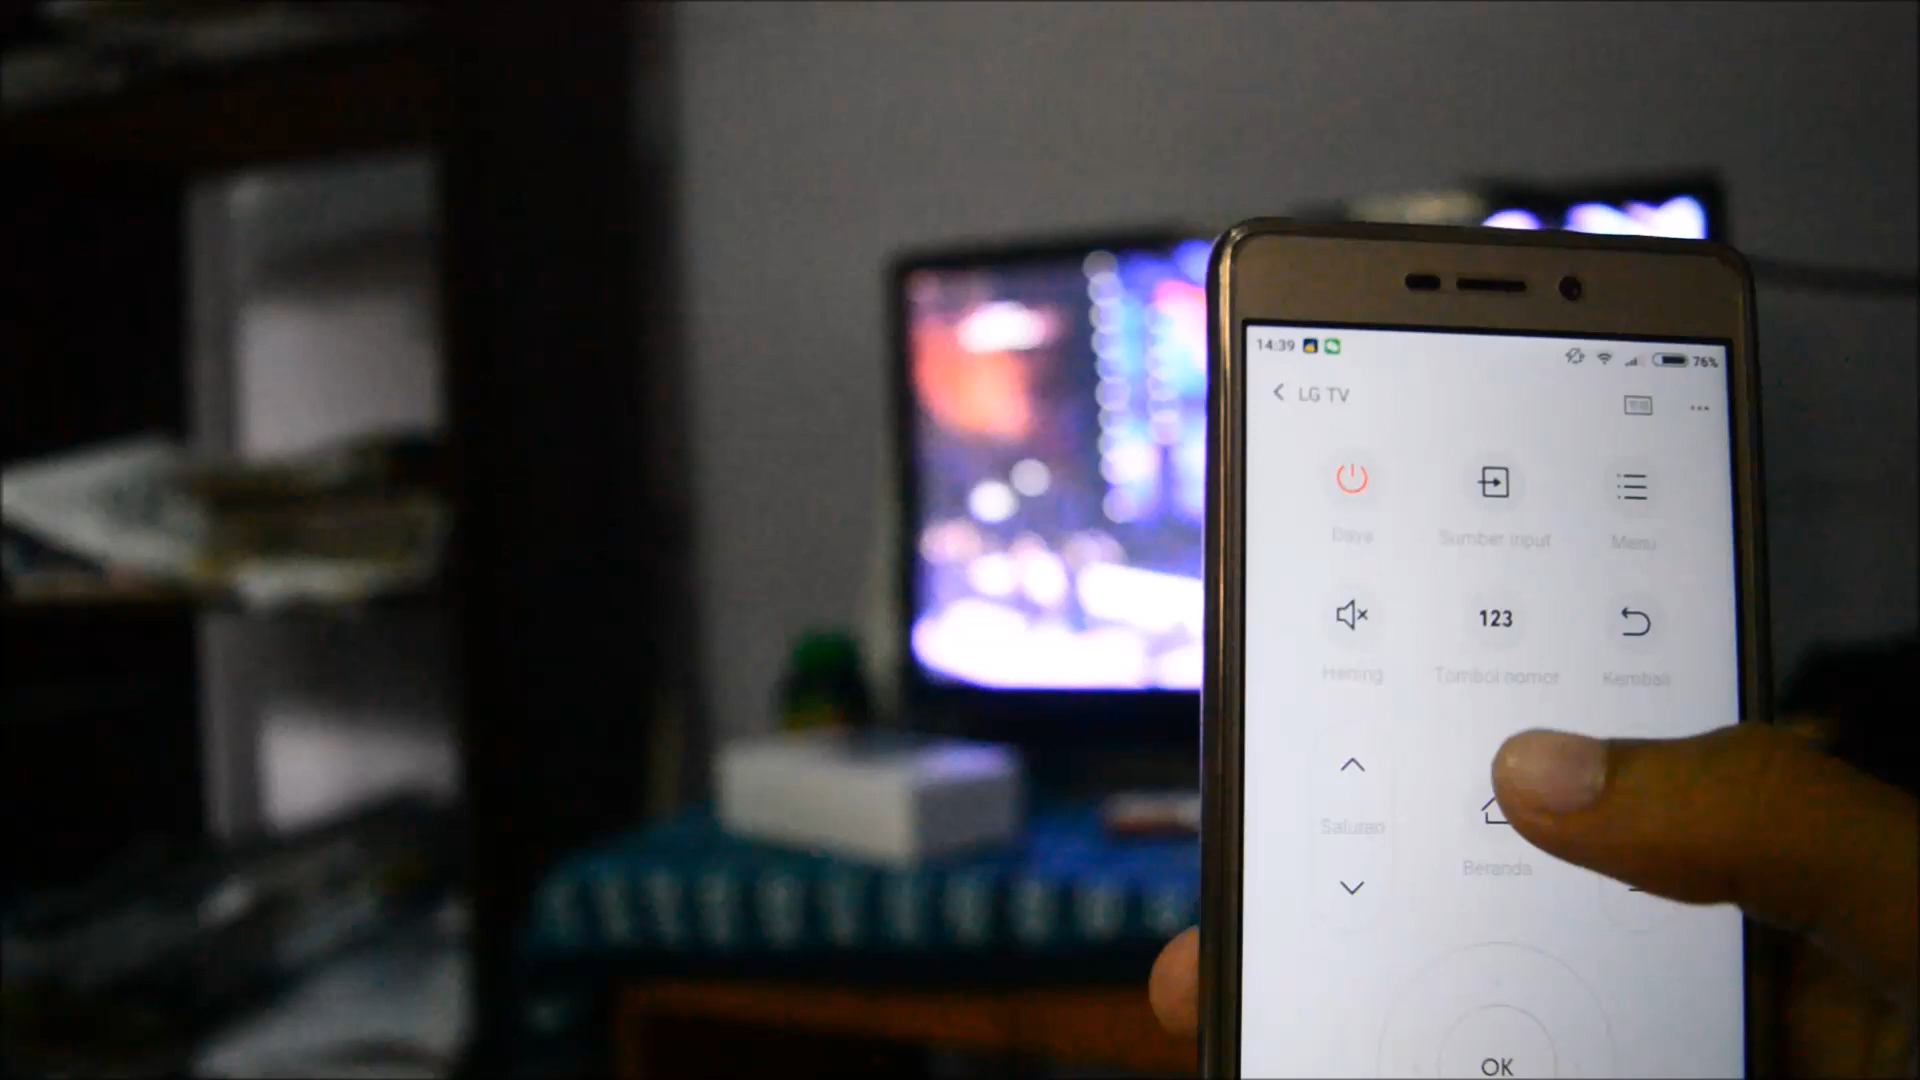 14:39 76%
LG TV
Daya Sumber input Menu
123
Hening Tombol nomor Kembali
Saluran
Beranda
OK